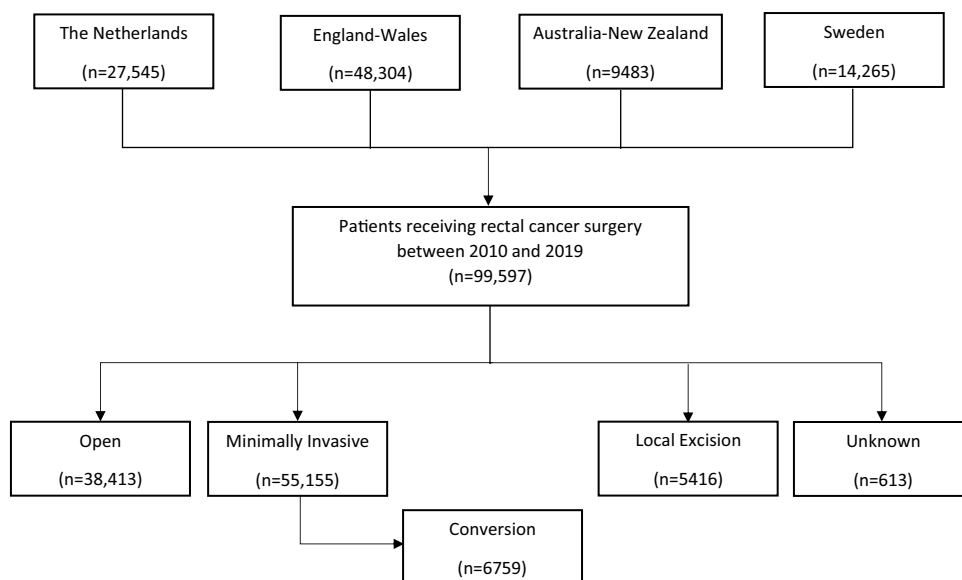 The Netherlands
(n=27,545)
England-Wales
(n=48,304)
Australia-New Zealand
(n=9483)
Sweden
(n=14,265)
Patients receiving rectal cancer surgery
between 2010 and 2019
(n=99,597)
Open
(n=38,413)
Minimally Invasive
(n=55,155)
Local Excision
(n=5416)
Unknown
(n=613)
Conversion
(n=6759)